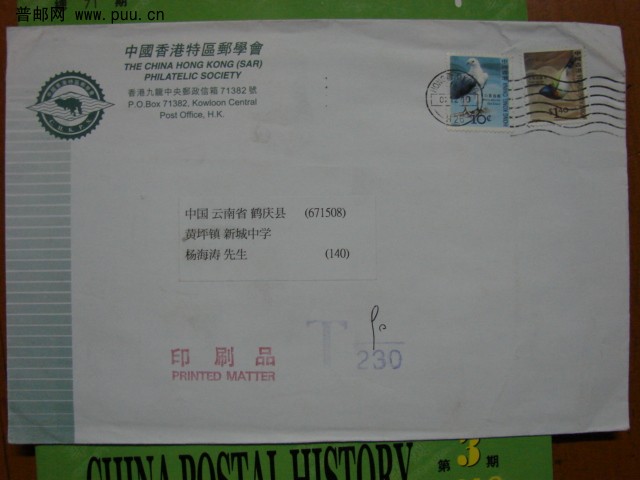 普邮网 www.puu.cn
期
中國香港特區郵學會
THE CHINA HONG KONG (SAR)
PHILATELIC SOCIETY
香港九龍中央郵政信箱 71382 號
P.O.Box 71382, Kowloon Central
Post Office, H.K.
10¢
中国 云南省 鹤庆县 (671508)
黄坪镇 新城中学
杨海涛 先生 (140)
T
230
印刷品
PRINTED MATTER
CHINA POSTAL HISTORY
第 3 期